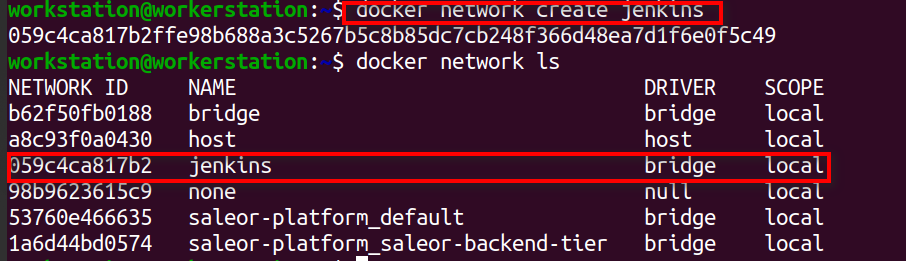 workstation@workerstation:~$ docker network create jenkins
059c4ca817b2ffe98b688a3c5267b5c8b85dc7cb248f366d48ea7d1f6e0f5c49
workstation@workerstation:~$ docker network ls
NETWORK ID NAME DRIVER SCOPE
b62f50fb0188 bridge bridge local
a8c93f0a0430 host host local
059c4ca817b2 jenkins bridge local
98b9623615c9 none null local
53760e466635 saleor-platform_default bridge local
1a6d44bd0574 saleor-platform_saleor-backend-tier bridge local